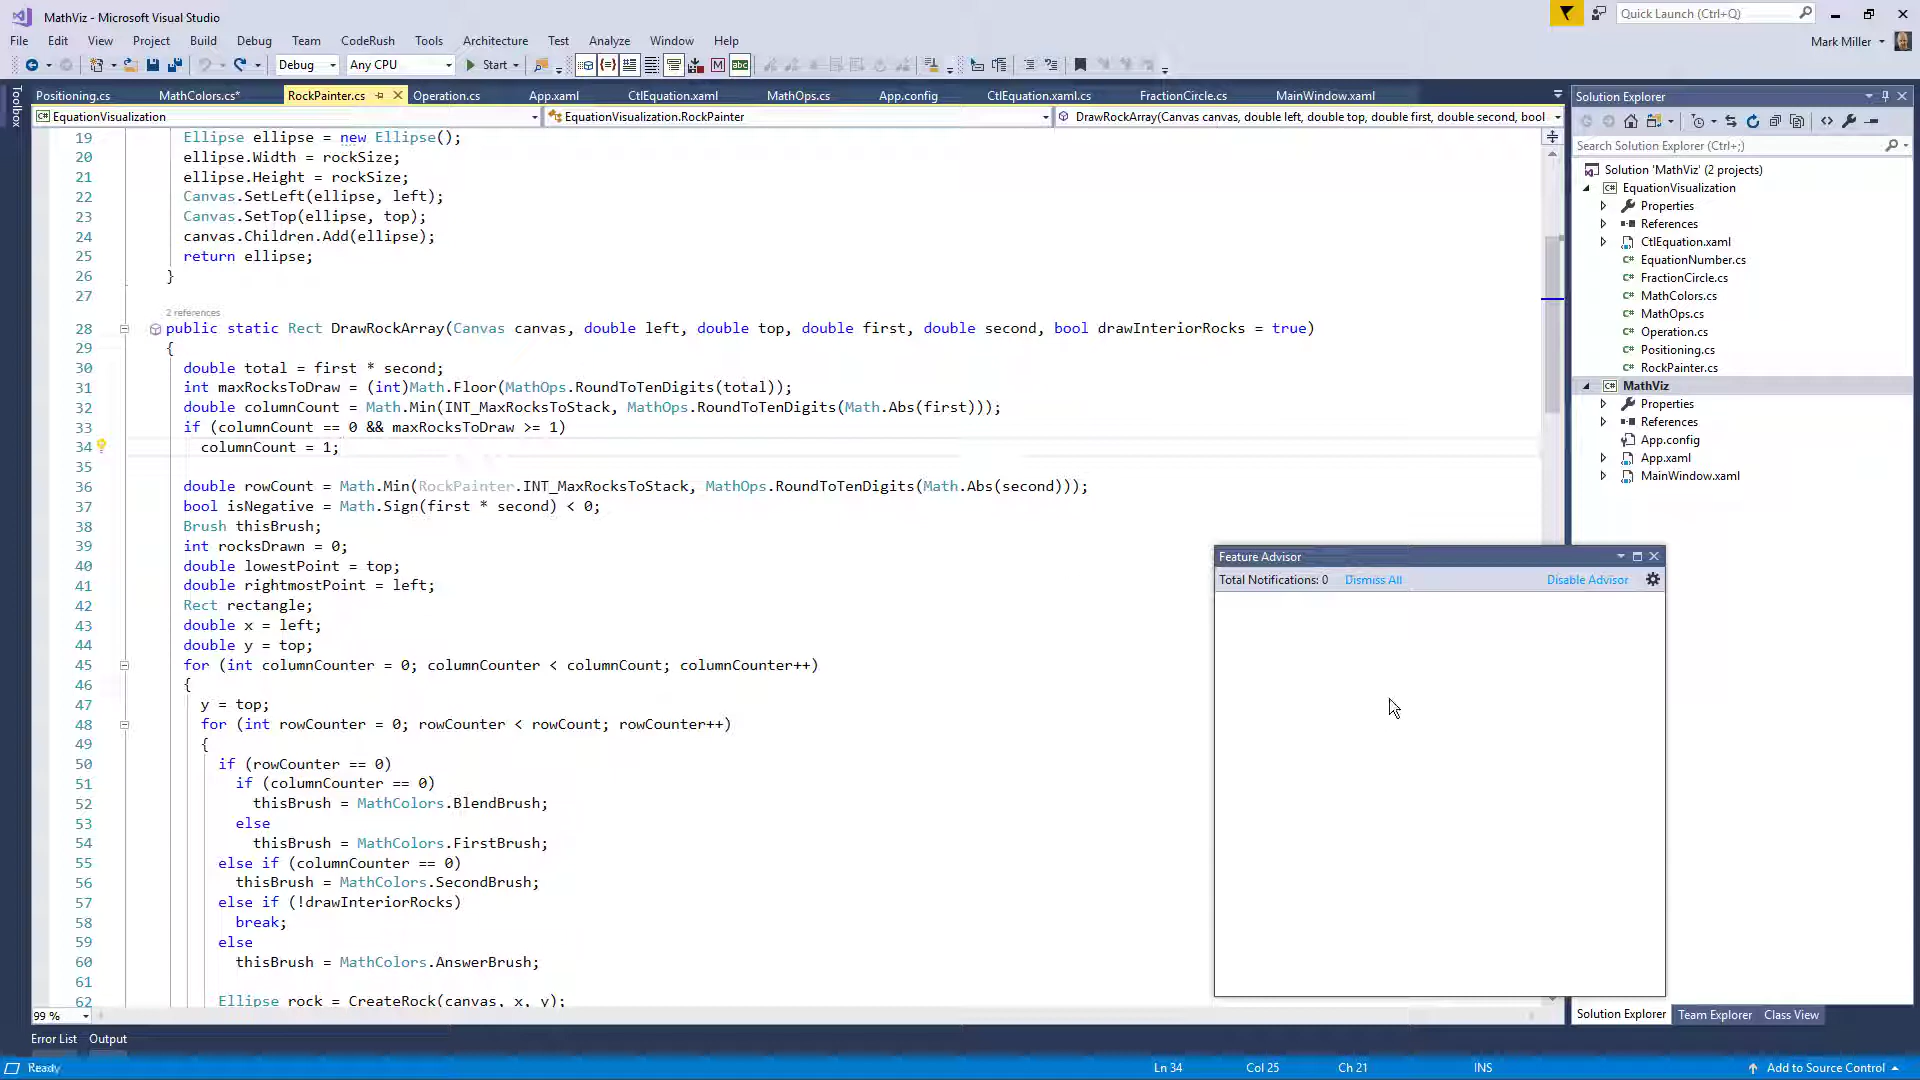 MathViz - Microsoft Visual Studio
Quick Launch (Ctrl+Q)
File Edit View Project Build Debug Team CodeRush Tools Architecture Test Analyze Window Help
Mark Miller
Debug Any CPU Start
Toolbox
Positioning.cs MathColors.cs* RockPainter.cs Operation.cs App.xaml CtlEquation.xaml MathOps.cs App.config CtlEquation.xaml.cs FractionCircle.cs MainWindow.xaml
EquationVisualization EquationVisualization.RockPainter DrawRockArray(Canvas canvas, double left, double top, double first, double second, bool
19 Ellipse ellipse = new Ellipse();
20 ellipse.Width = rockSize;
21 ellipse.Height = rockSize;
22 Canvas.SetLeft(ellipse, left);
23 Canvas.SetTop(ellipse, top);
24 canvas.Children.Add(ellipse);
25 return ellipse;
26 }
27
2 references
28 public static Rect DrawRockArray(Canvas canvas, double left, double top, double first, double second, bool drawInteriorRocks = true)
29 {
30 double total = first * second;
31 int maxRocksToDraw = (int)Math.Floor(MathOps.RoundToTenDigits(total));
32 double columnCount = Math.Min(INT_MaxRocksToStack, MathOps.RoundToTenDigits(Math.Abs(first)));
33 if (columnCount == 0 && maxRocksToDraw >= 1)
34 columnCount = 1;
35
36 double rowCount = Math.Min(RockPainter.INT_MaxRocksToStack, MathOps.RoundToTenDigits(Math.Abs(second)));
37 bool isNegative = Math.Sign(first * second) < 0;
38 Brush thisBrush;
39 int rocksDrawn = 0;
40 double lowestPoint = top;
41 double rightmostPoint = left;
42 Rect rectangle;
43 double x = left;
44 double y = top;
45 for (int columnCounter = 0; columnCounter < columnCount; columnCounter++)
46 {
47 y = top;
48 for (int rowCounter = 0; rowCounter < rowCount; rowCounter++)
49 {
50 if (rowCounter == 0)
51 if (columnCounter == 0)
52 thisBrush = MathColors.BlendBrush;
53 else
54 thisBrush = MathColors.FirstBrush;
55 else if (columnCounter == 0)
56 thisBrush = MathColors.SecondBrush;
57 else if (!drawInteriorRocks)
58 break;
59 else
60 thisBrush = MathColors.AnswerBrush;
61
62 Ellipse rock = CreateRock(canvas, x, y);
99 %
Solution Explorer
Search Solution Explorer (Ctrl+;)
Solution 'MathViz' (2 projects)
EquationVisualization
Properties
References
CtlEquation.xaml
EquationNumber.cs
FractionCircle.cs
MathColors.cs
MathOps.cs
Operation.cs
Positioning.cs
RockPainter.cs
MathViz
Properties
References
App.config
App.xaml
MainWindow.xaml
Feature Advisor
Total Notifications: 0 Dismiss All Disable Advisor
Solution Explorer Team Explorer Class View
Error List Output
Ready Ln 34 Col 25 Ch 21 INS Add to Source Control